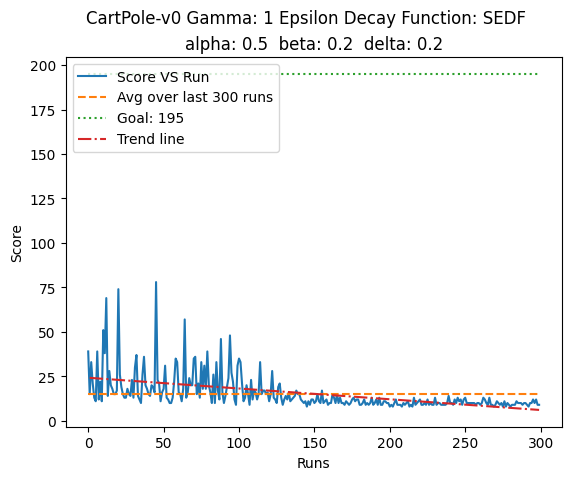 CartPole-v0 Gamma: 1 Epsilon Decay Function: SEDF
alpha: 0.5 beta: 0.2 delta: 0.2
Score VS Run
Avg over last 300 runs
Goal: 195
Trend line
200
175
150
125
100
75
50
25
0
Score
0
50
100
150
200
250
300
Runs